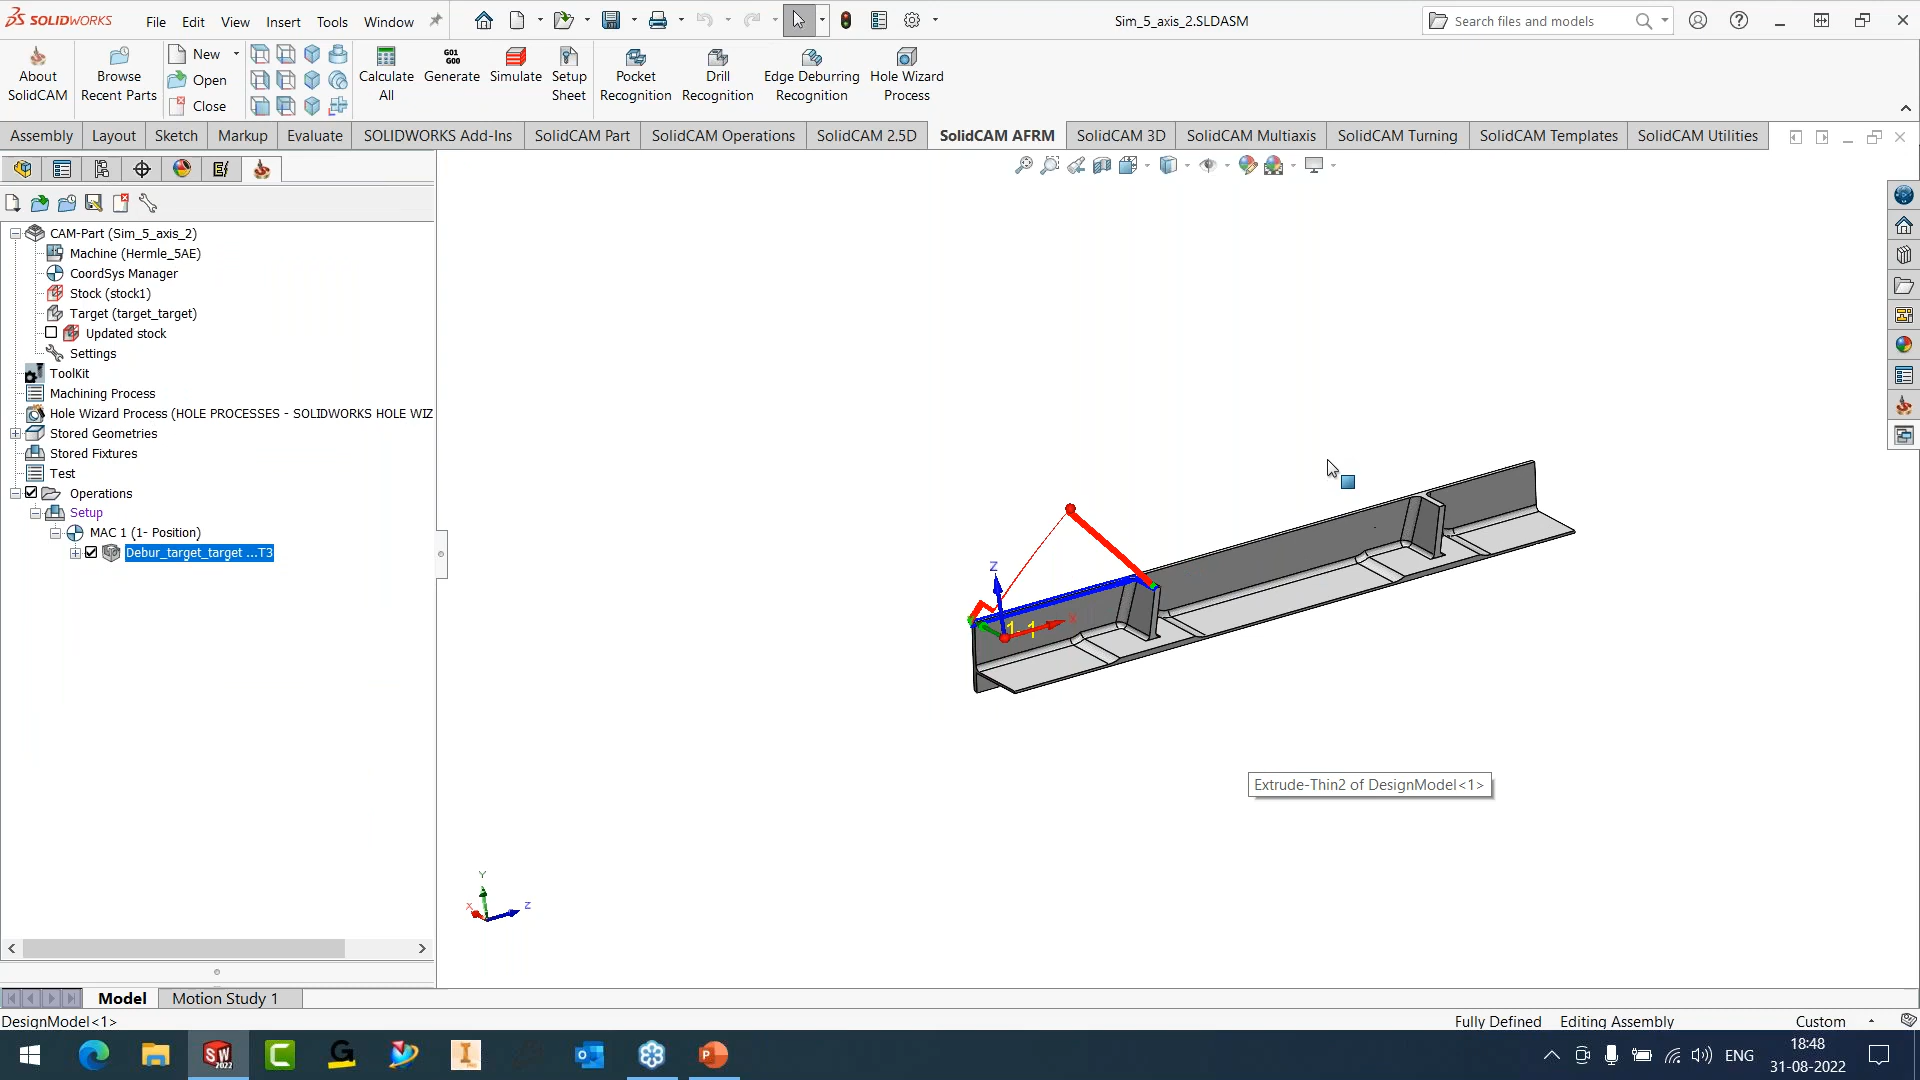 SOLIDWORKS File Edit View Insert Tools Window Sim_5_axis_2.SLDASM Search files and models
About SolidCAM
Browse Recent Parts
New
Open
Close
Calculate All
G01 G00
Generate
Simulate
Setup Sheet
Pocket Recognition
Drill Recognition
Edge Deburring Recognition
Hole Wizard Process
Assembly Layout Sketch Markup Evaluate SOLIDWORKS Add-Ins SolidCAM Part SolidCAM Operations SolidCAM 2.5D SolidCAM AFRM SolidCAM 3D SolidCAM Multiaxis SolidCAM Turning SolidCAM Templates SolidCAM Utilities
CAM-Part (Sim_5_axis_2)
Machine (Hermle_5AE)
CoordSys Manager
Stock (stock1)
Target (target_target)
Updated stock
Settings
ToolKit
Machining Process
Hole Wizard Process (HOLE PROCESSES - SOLIDWORKS HOLE WIZ
Stored Geometries
Stored Fixtures
Test
Operations
Setup
MAC 1 (1- Position)
Debur_target_target ...T3
Z
X
1-1
Extrude-Thin2 of DesignModel<1>
Y
X
Z
Model Motion Study 1
DesignModel<1> Fully Defined Editing Assembly Custom
SW 2022
ENG
18:48
31-08-2022